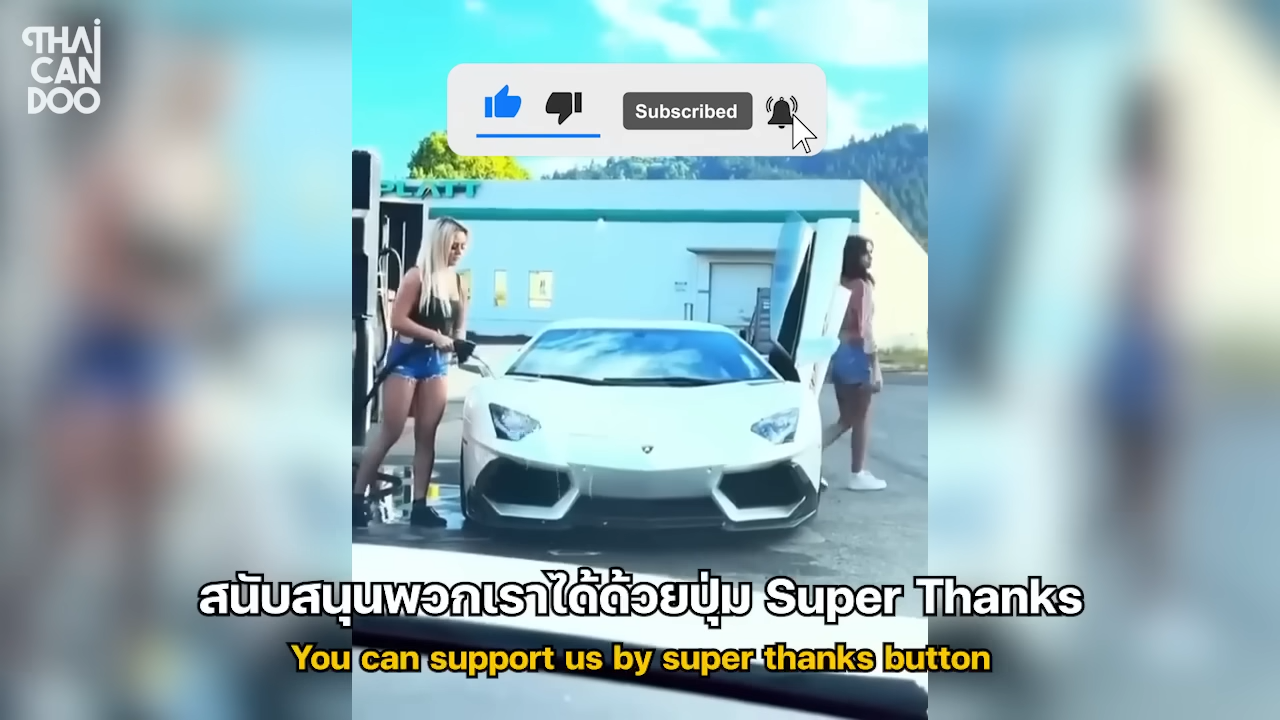 THAI
CAN
DOO
Subscribed
PLATT
สนับสนุนพวกเราได้ด้วยปุ่ม Super Thanks
You can support us by super thanks button